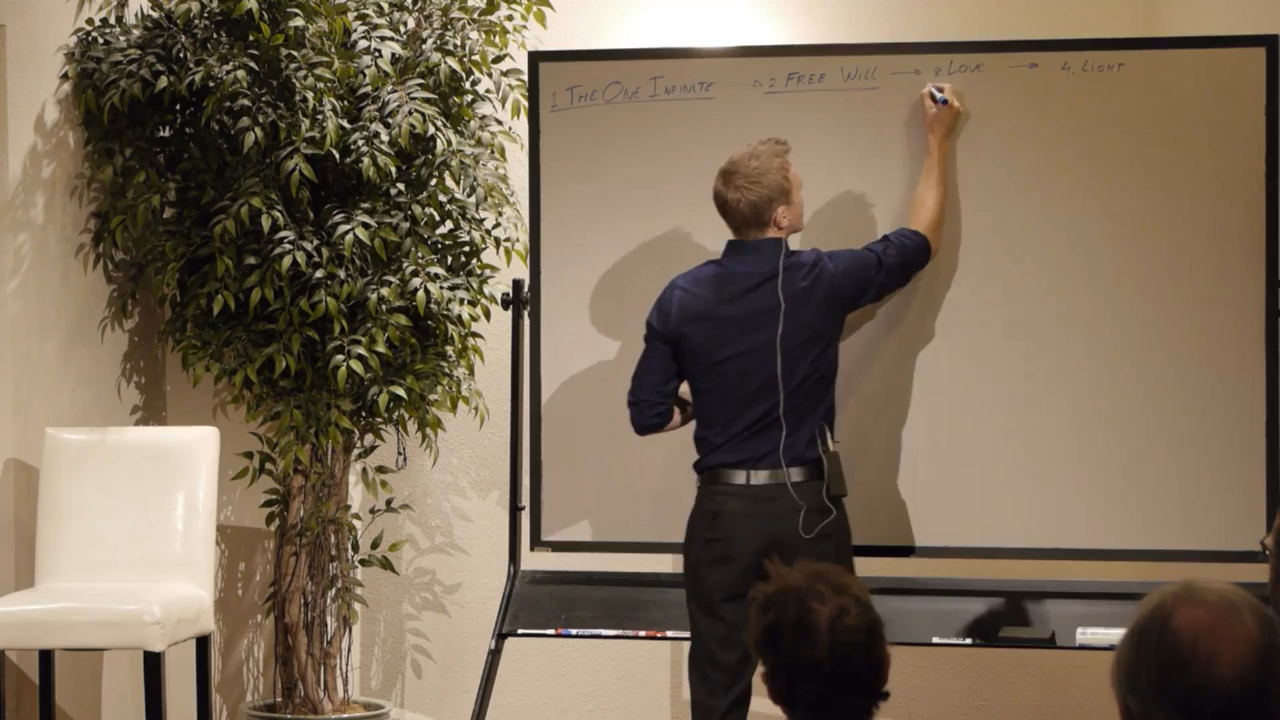 1 THE ONE INFINITE ▷ 2 FREE WILL → 3. LOVE → 4. LIGHT